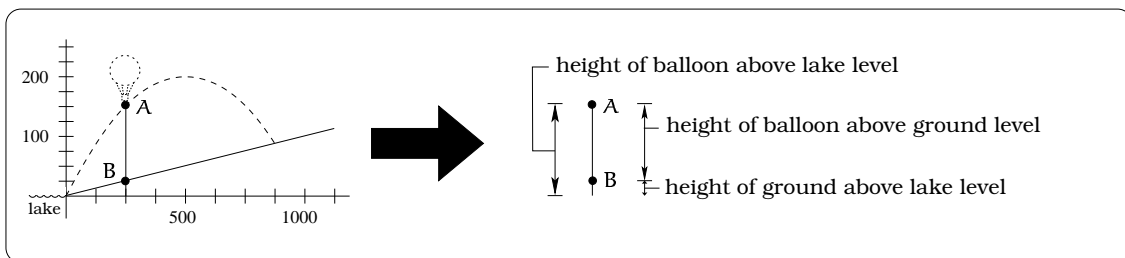 200
100
A
B
lake
500
1000
height of balloon above lake level
A
height of balloon above ground level
B
height of ground above lake level